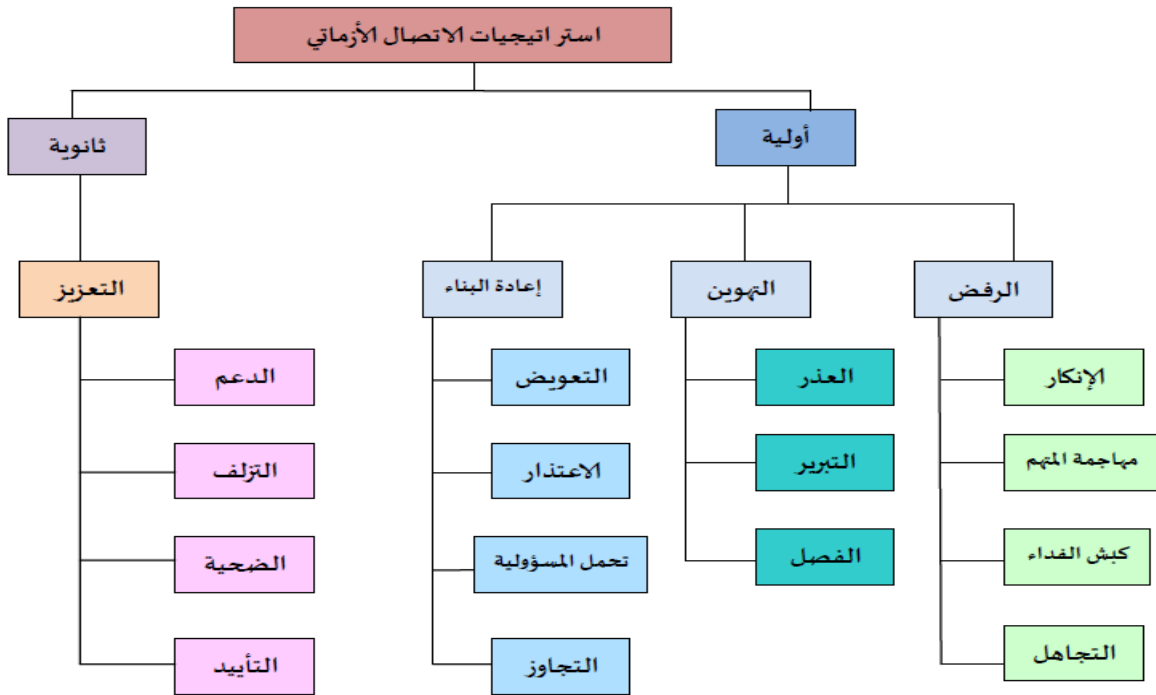 استراتيجيات الاتصال الأزماتي
أولية
ثانوية
الرفض
التهوين
إعادة البناء
التعزيز
الإنكار
العذر
التعويض
الدعم
مهاجمة المتهم
التبرير
الاعتذار
التزلف
كبش الفداء
الفصل
تحمل المسؤولية
الضحية
التجاهل
التجاوز
التأييد